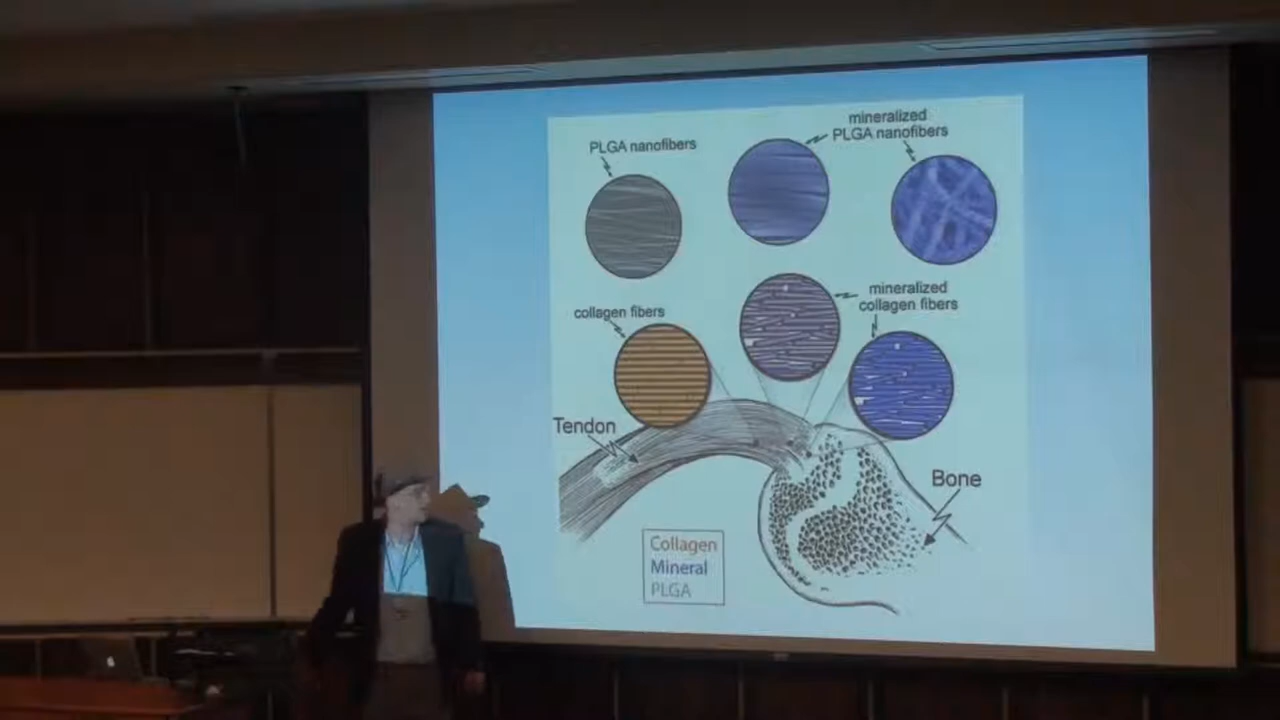 mineralized
PLGA nanofibers
PLGA nanofibers
mineralized
collagen fibers
collagen fibers
Tendon
Bone
Collagen
Mineral
PLGA